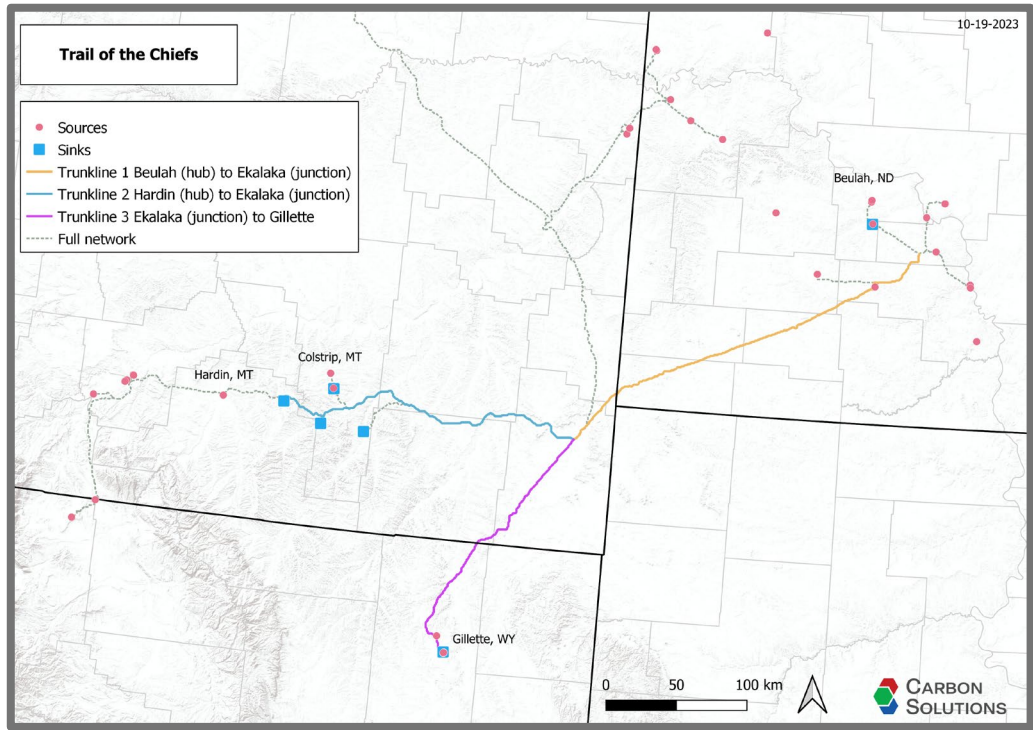 10-19-2023
Trail of the Chiefs
Sources
Sinks
Trunkline 1 Beulah (hub) to Ekalaka (junction)
Trunkline 2 Hardin (hub) to Ekalaka (junction)
Trunkline 3 Ekalaka (junction) to Gillette
Full network
Beulah, ND
Colstrip, MT
Hardin, MT
Gillette, WY
0 50 100 km
CARBON
SOLUTIONS